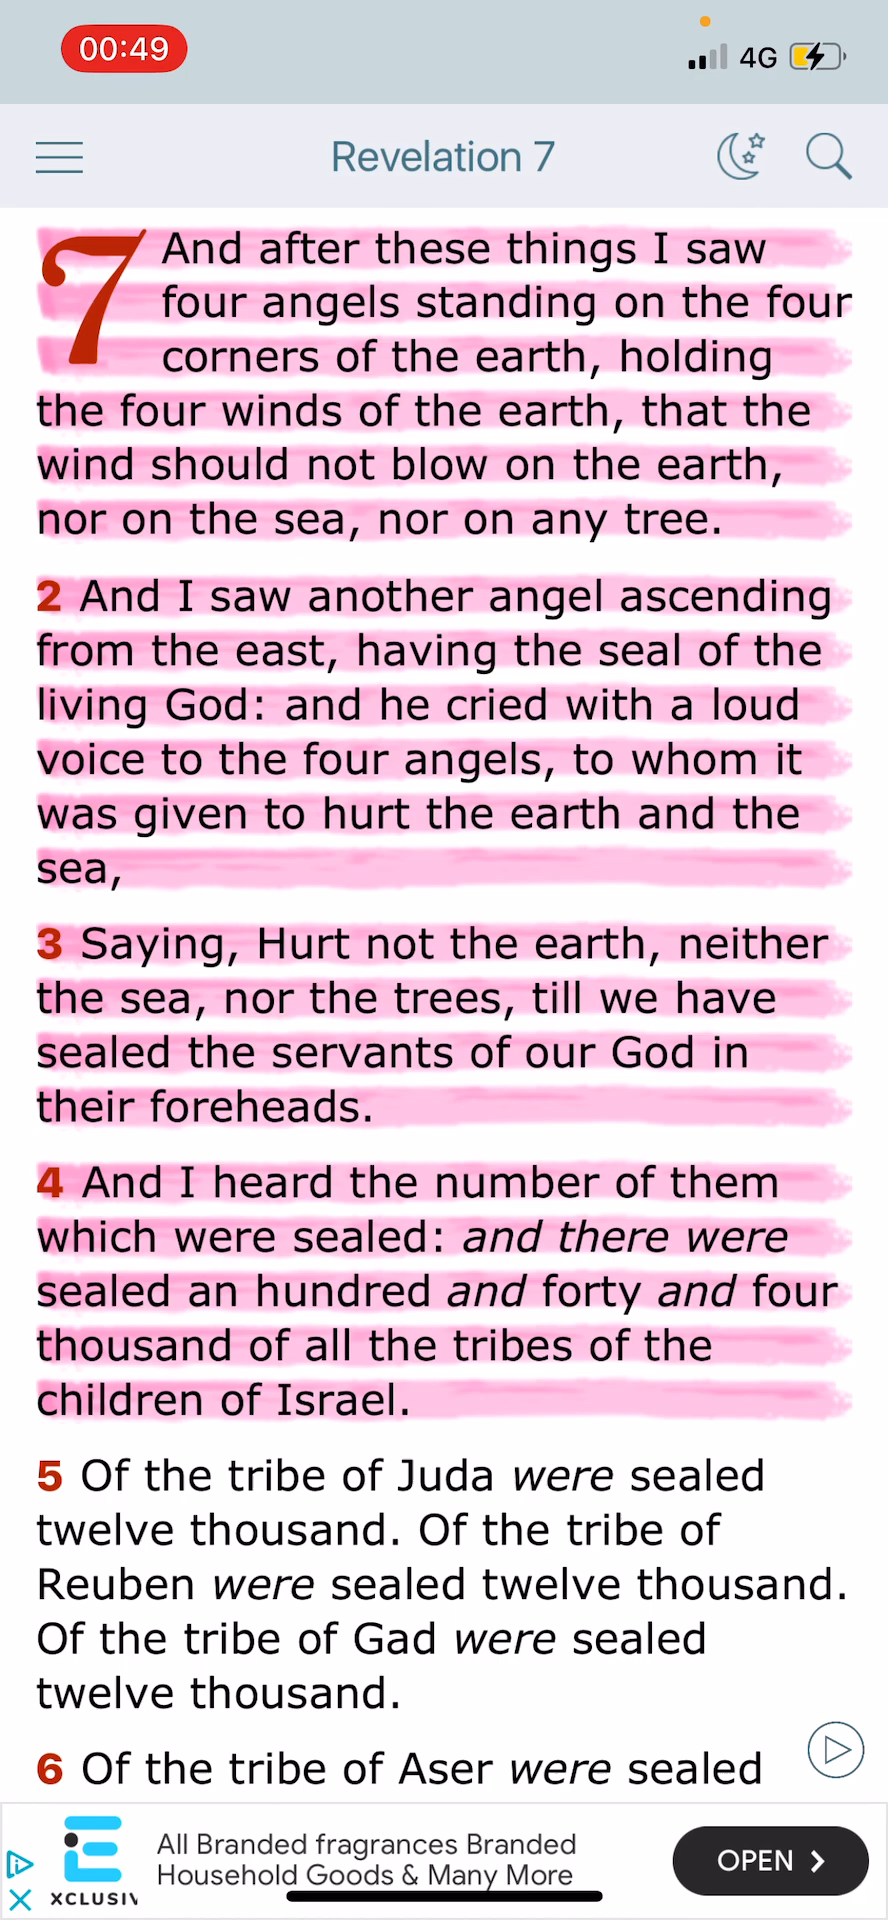 00:49
4G
Revelation 7
7 And after these things I saw
four angels standing on the four
corners of the earth, holding
the four winds of the earth, that the
wind should not blow on the earth,
nor on the sea, nor on any tree.
2 And I saw another angel ascending
from the east, having the seal of the
living God: and he cried with a loud
voice to the four angels, to whom it
was given to hurt the earth and the
sea,
3 Saying, Hurt not the earth, neither
the sea, nor the trees, till we have
sealed the servants of our God in
their foreheads.
4 And I heard the number of them
which were sealed: and there were
sealed an hundred and forty and four
thousand of all the tribes of the
children of Israel.
5 Of the tribe of Juda were sealed
twelve thousand. Of the tribe of
Reuben were sealed twelve thousand.
Of the tribe of Gad were sealed
twelve thousand.
6 Of the tribe of Aser were sealed
All Branded fragrances Branded
Household Goods & Many More
OPEN
XCLUSIV